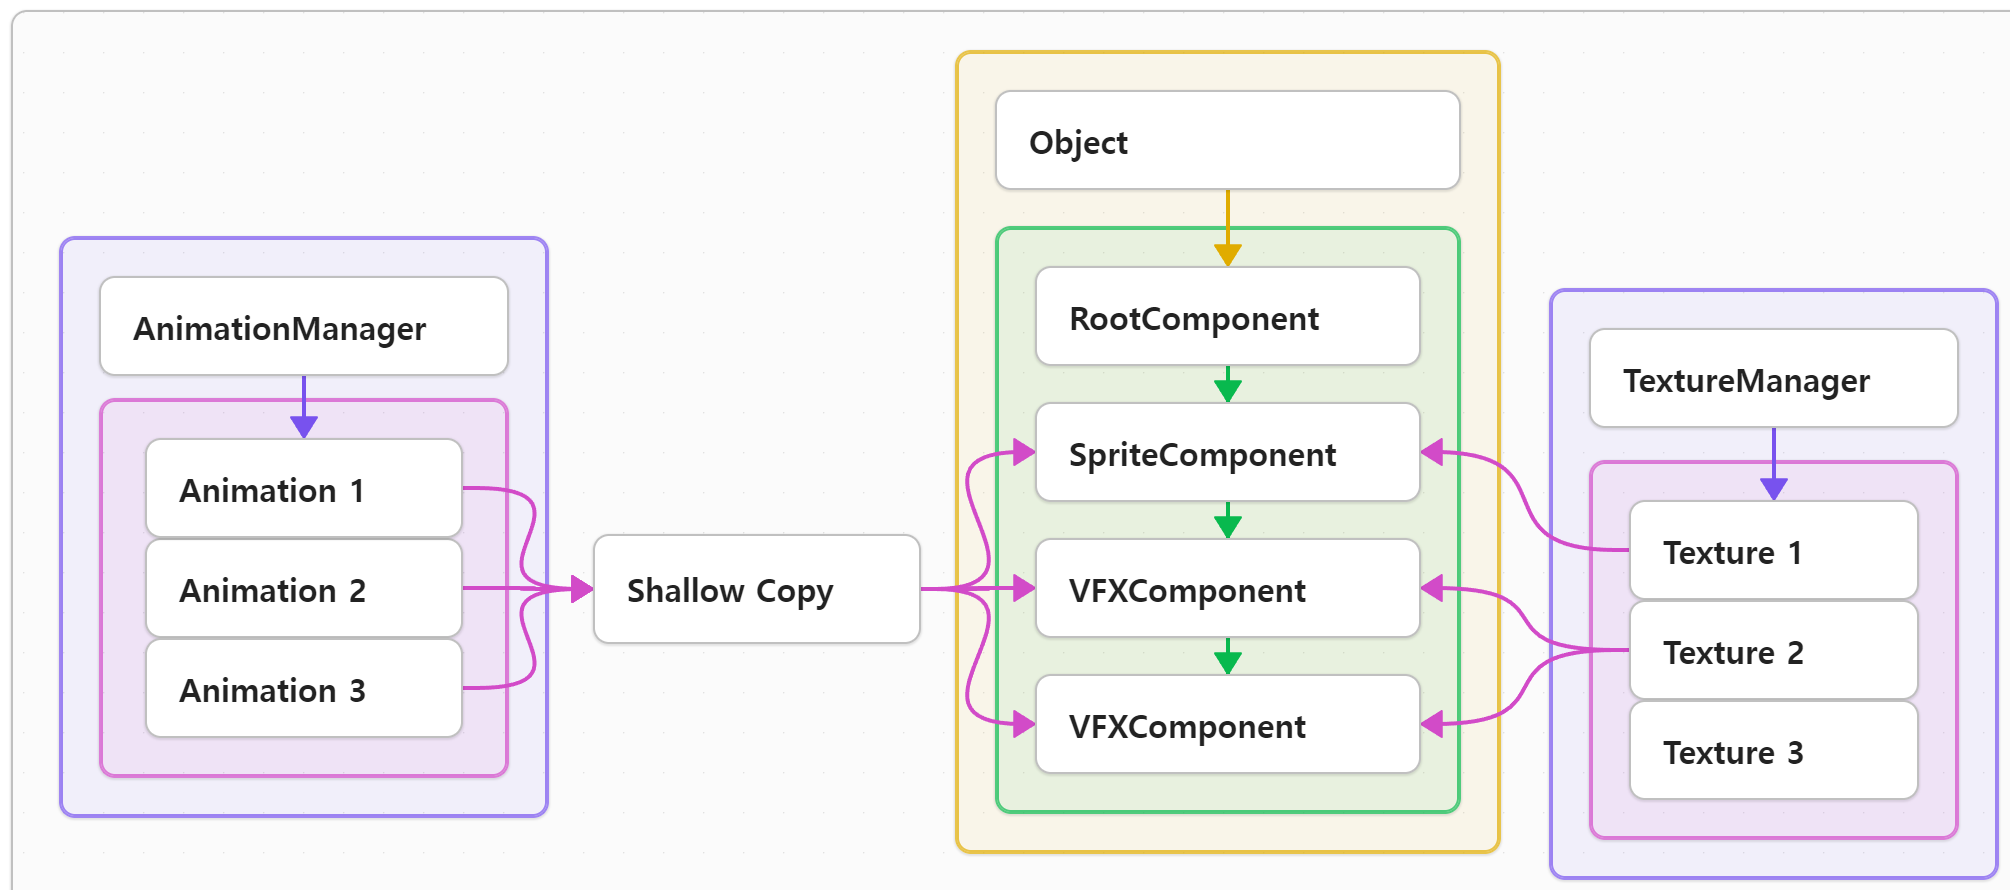 AnimationManager
Animation 1
Animation 2
Animation 3
Shallow Copy
Object
RootComponent
SpriteComponent
VFXComponent
VFXComponent
TextureManager
Texture 1
Texture 2
Texture 3